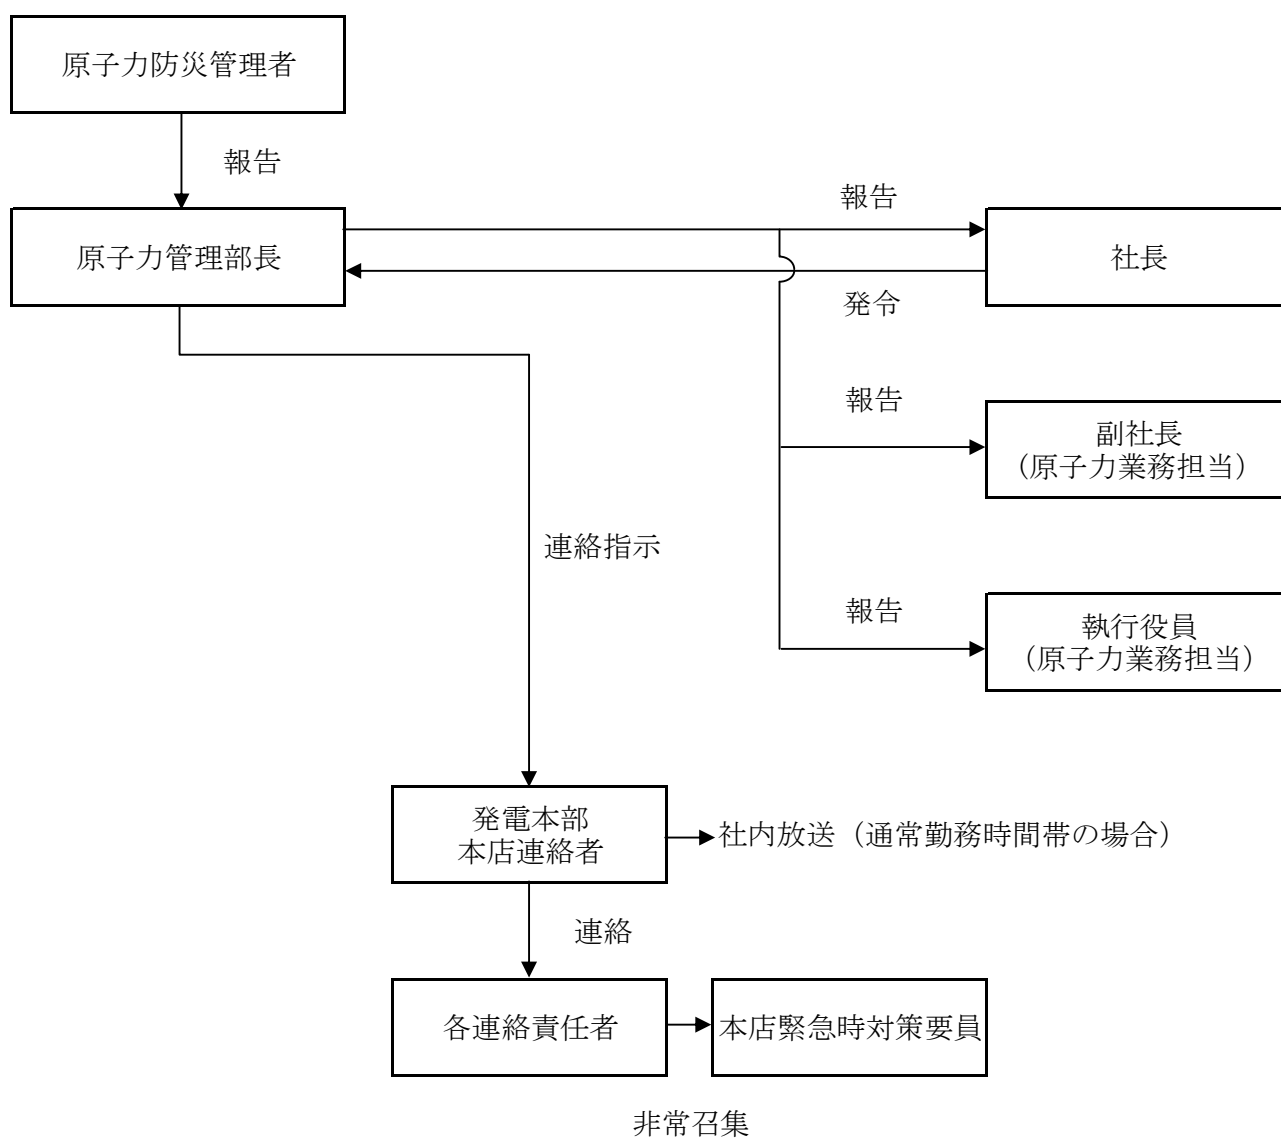 原子力防災管理者
報告
原子力管理部長
報告
社長
発令
報告
副社長
(原子力業務担当)
連絡指示
報告
執行役員
(原子力業務担当)
発電本部
本店連絡者
社内放送(通常勤務時間帯の場合)
連絡
各連絡責任者
本店緊急時対策要員
非常召集